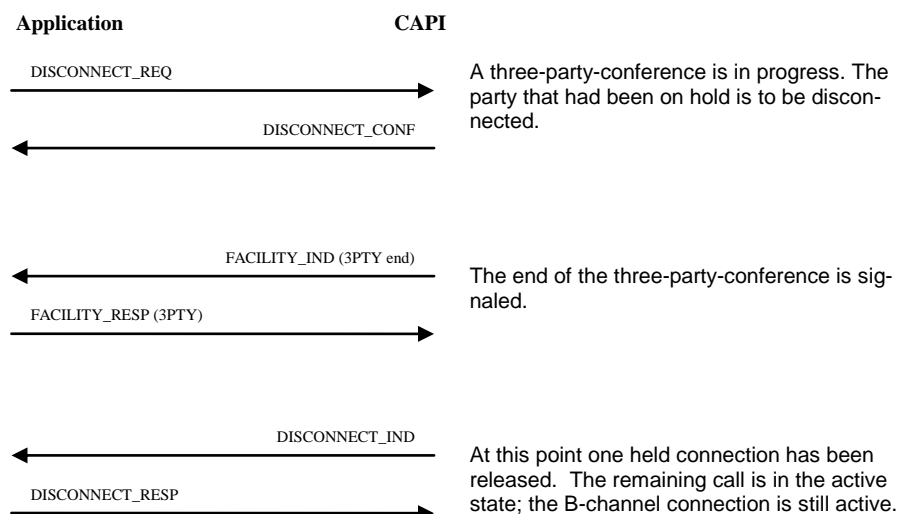 Application CAPI
DISCONNECT_REQ
A three-party-conference is in progress. The
party that had been on hold is to be discon-
nected.
DISCONNECT_CONF
FACILITY_IND (3PTY end)
The end of the three-party-conference is sig-
naled.
FACILITY_RESP (3PTY)
DISCONNECT_IND
At this point one held connection has been
released. The remaining call is in the active
state; the B-channel connection is still active.
DISCONNECT_RESP